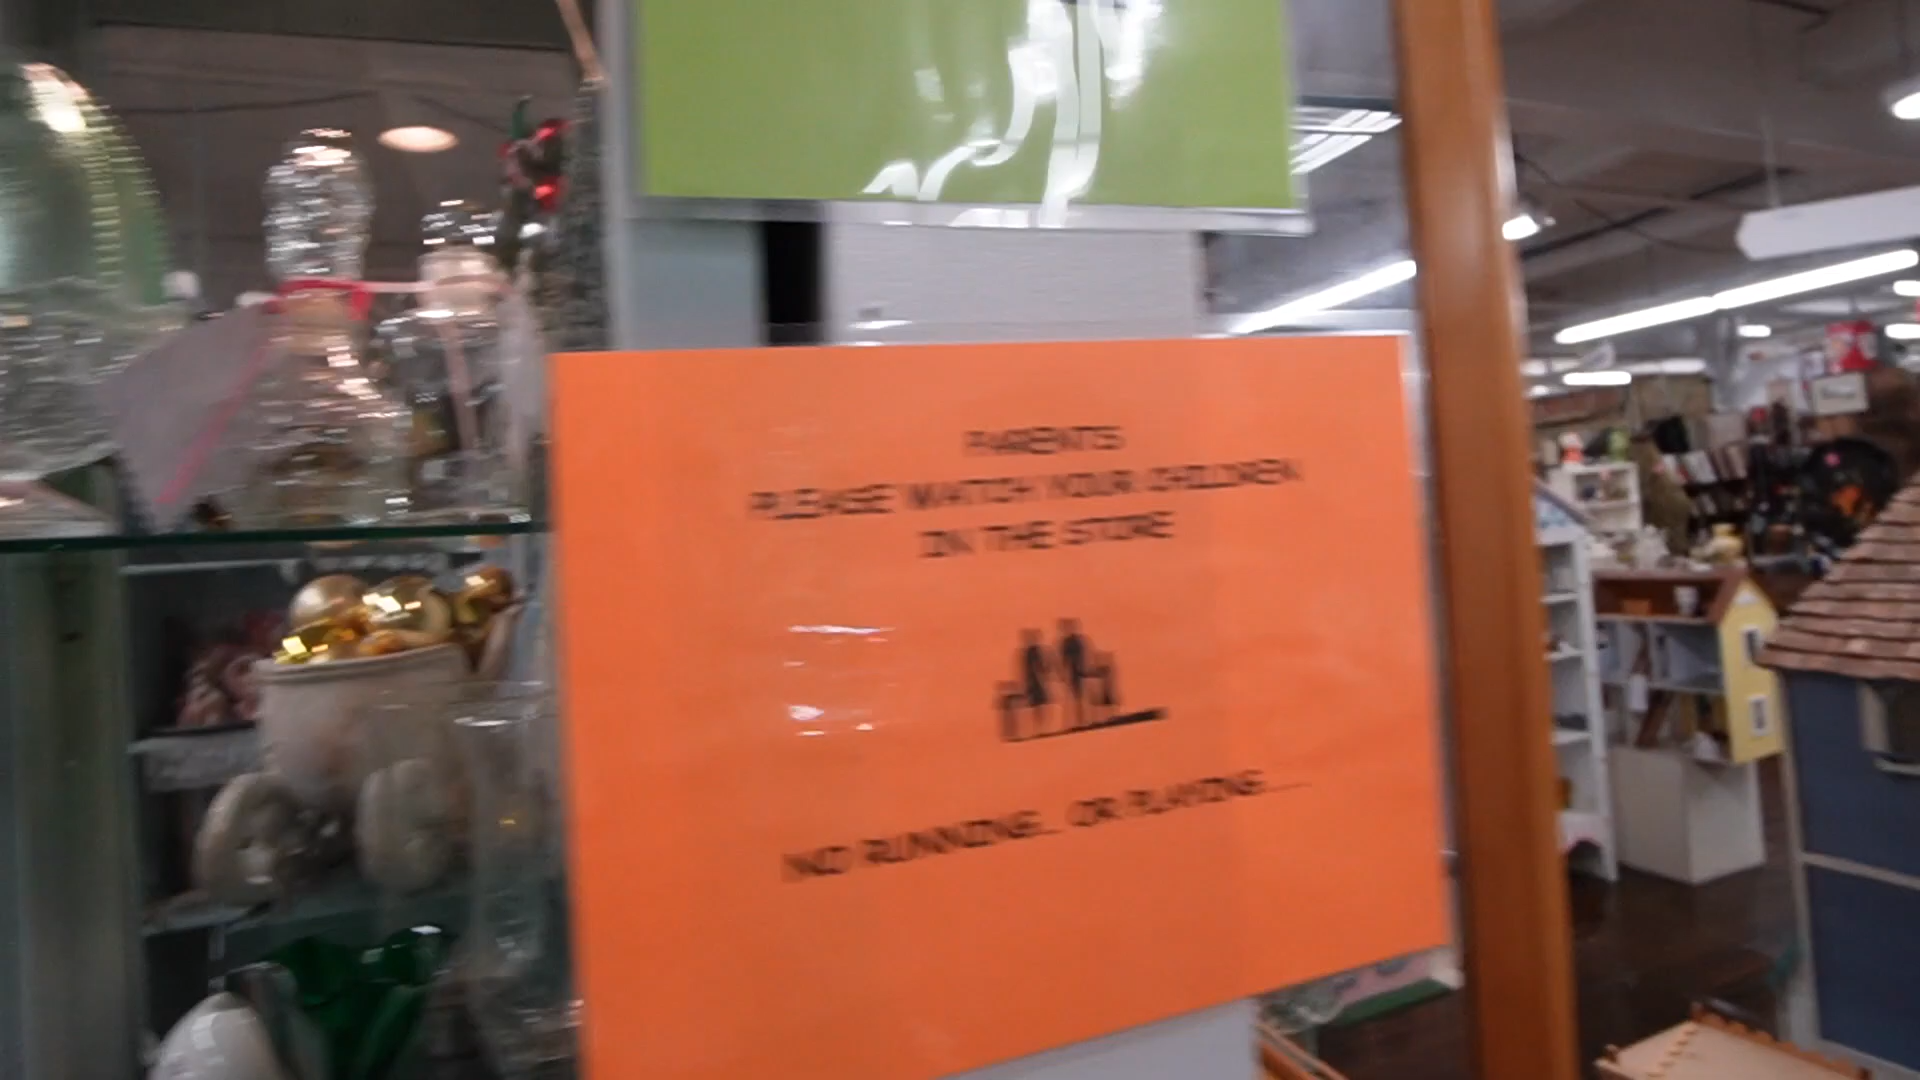 PARENTS
PLEASE WATCH YOUR CHILDREN
IN THE STORE
NO RUNNING... OR PLAYING.....